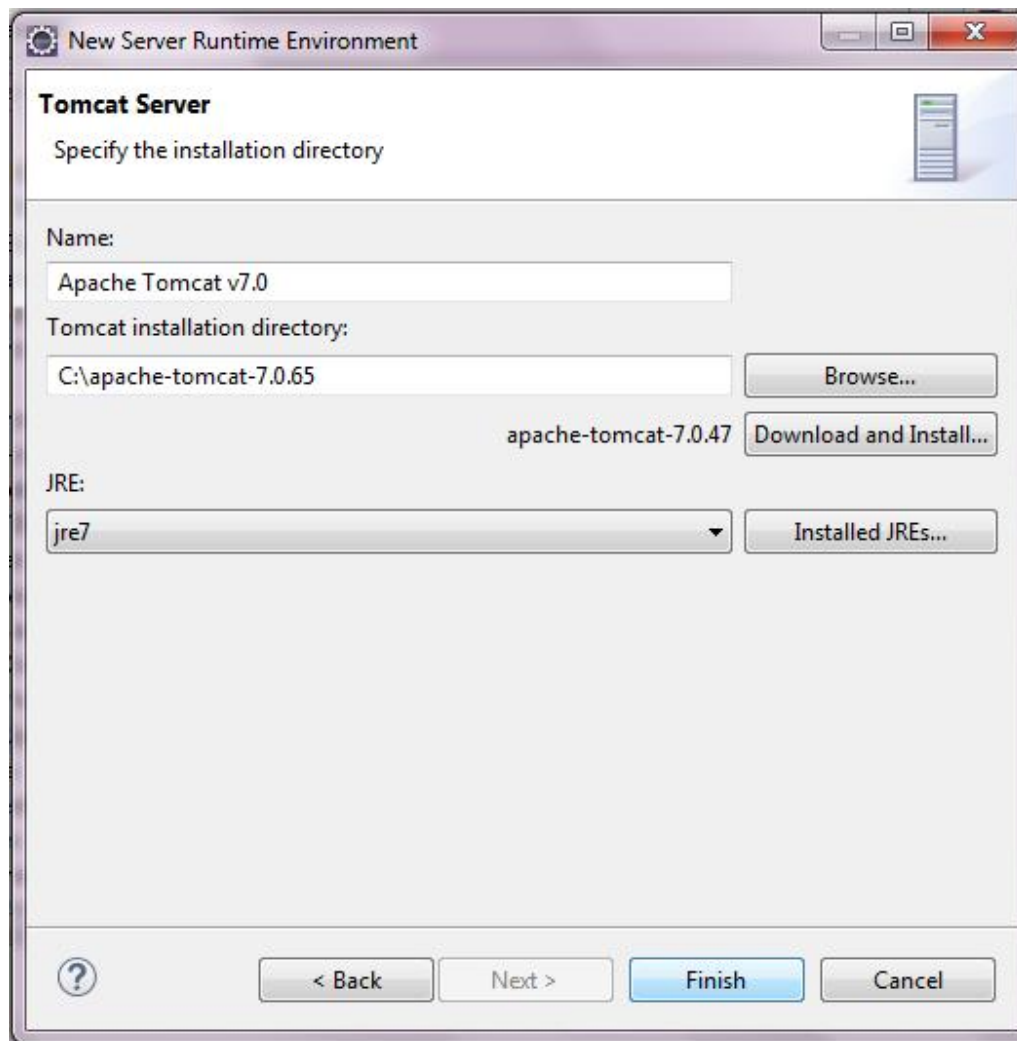 New Server Runtime Environment
Tomcat Server
Specify the installation directory
Name:
Apache Tomcat v7.0
Tomcat installation directory:
C:\apache-tomcat-7.0.65
Browse...
apache-tomcat-7.0.47 Download and Install...
JRE:
jre7
Installed JREs...
? < Back Next > Finish Cancel